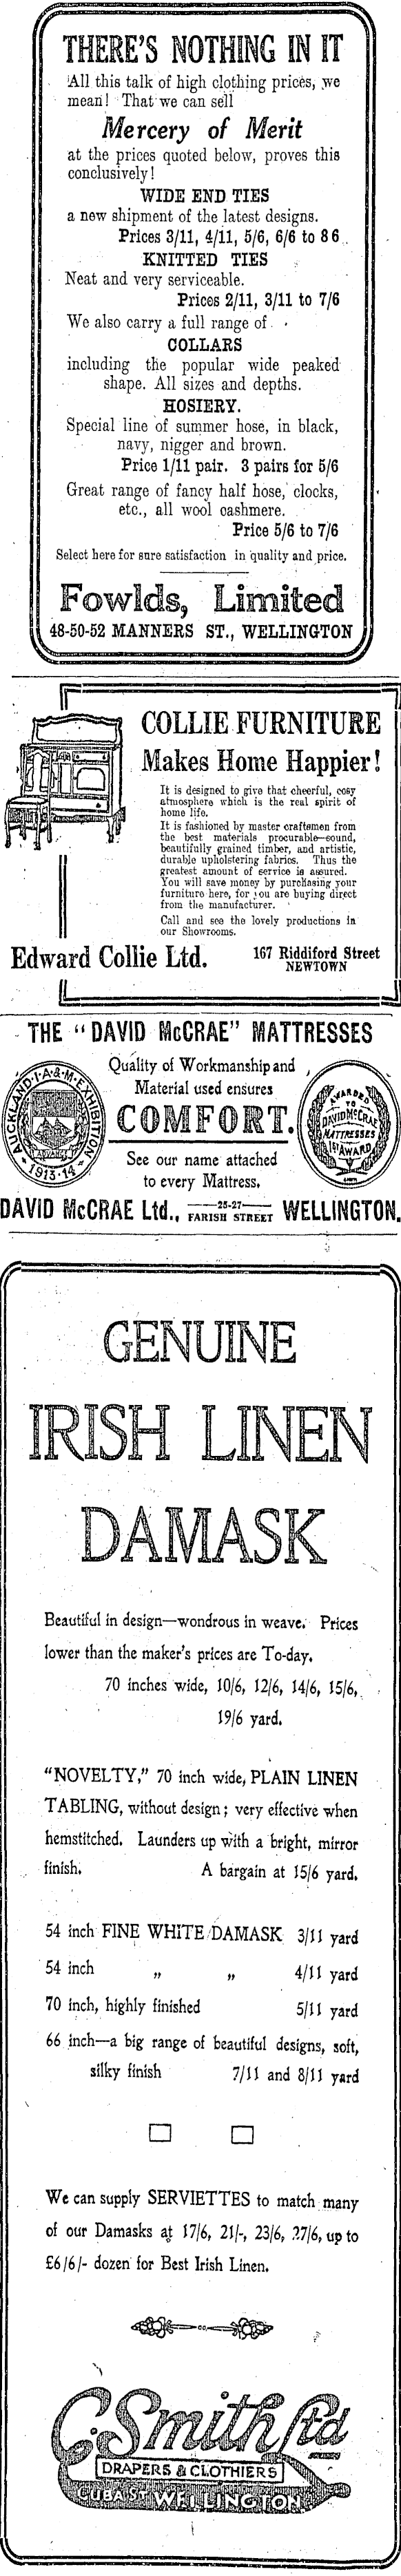 THERE'S NOTHING IN IT
All this talk of high clothing prices, we
mean! That we can sell
Mercery of Merit
at the prices quoted below, proves this
conclusively!
WIDE END TIES
a new shipment of the latest designs.
Prices 3/11, 4/11, 5/6, 6/6 to 8 6
KNITTED TIES
Neat and very serviceable.
Prices 2/11, 3/11 to 7/6
We also carry a full range of
COLLARS
including the popular wide peaked
shape. All sizes and depths.
HOSIERY.
Special line of summer hose, in black,
navy, nigger and brown.
Price 1/11 pair. 3 pairs for 5/6
Great range of fancy half hose, clocks,
etc., all wool cashmere.
Price 5/6 to 7/6
Select here for sure satisfaction in quality and price.
Fowlds, Limited
48-50-52 MANNERS ST., WELLINGTON
COLLIE FURNITURE
Makes Home Happier!
It is designed to give that cheerful, cosy
atmosphere which is the real spirit of
home life.
It is fashioned by master craftsmen from
the best materials procurable—sound,
beautifully grained timber, and artistic,
durable upholstering fabrics. Thus the
greatest amount of service is assured.
You will save money by purchasing your
furniture here, for you are buying direct
from the manufacturer.
Call and see the lovely productions in
our Showrooms.
Edward Collie Ltd.
167 Riddiford Street
NEWTOWN
THE "DAVID McCRAE" MATTRESSES
AUCKLAND·I·A·&·M·EXHIBITION
ADVANCE
1913-14
Quality of Workmanship and
Material used ensures
COMFORT.
See our name attached
to every Mattress.
AWARDED
TO
DAVID McCRAE
MATTRESSES
1st AWARD
DAVID McCRAE Ltd., 25-27 FARISH STREET WELLINGTON.
GENUINE
IRISH LINEN
DAMASK
Beautiful in design—wondrous in weave. Prices
lower than the maker's prices are To-day.
70 inches wide, 10/6, 12/6, 14/6, 15/6,
19/6 yard.
"NOVELTY," 70 inch wide, PLAIN LINEN
TABLING, without design; very effective when
hemstitched. Launders up with a bright, mirror
finish. A bargain at 15/6 yard.
54 inch FINE WHITE DAMASK 3/11 yard
54 inch „ „ 4/11 yard
70 inch, highly finished 5/11 yard
66 inch—a big range of beautiful designs, soft,
silky finish 7/11 and 8/11 yard
We can supply SERVIETTES to match many
of our Damasks at 17/6, 21/-, 23/6, 27/6, up to
£6/6/- dozen for Best Irish Linen.
C. Smith Ltd
DRAPERS & CLOTHIERS
CUBA ST WELLINGTON.